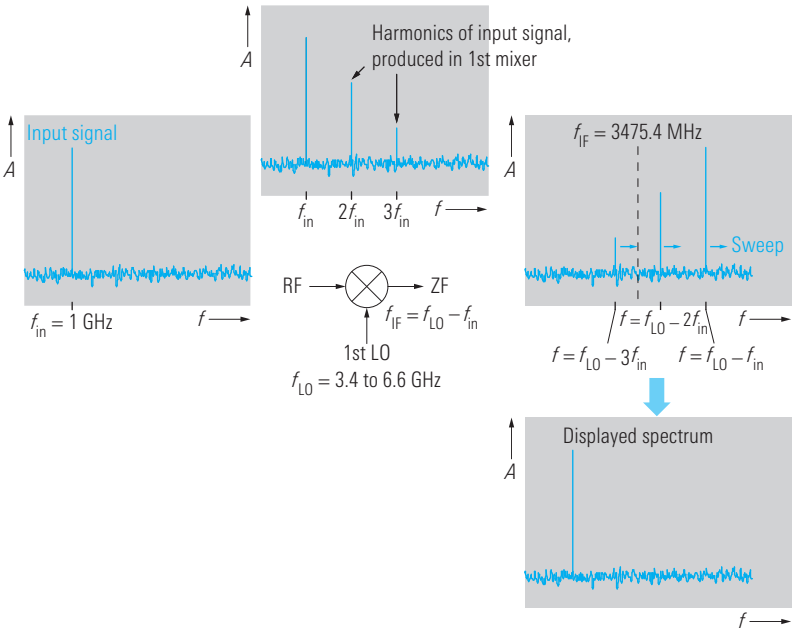 A
Harmonics of input signal,
produced in 1st mixer
f_in 2f_in 3f_in f
A
Input signal
f_in = 1 GHz f
RF ZF
f_IF = f_LO – f_in
1st LO
f_LO = 3.4 to 6.6 GHz
A
f_IF = 3475.4 MHz
Sweep
f = f_LO – 2f_in f
f = f_LO – 3f_in f = f_LO – f_in
A
Displayed spectrum
f